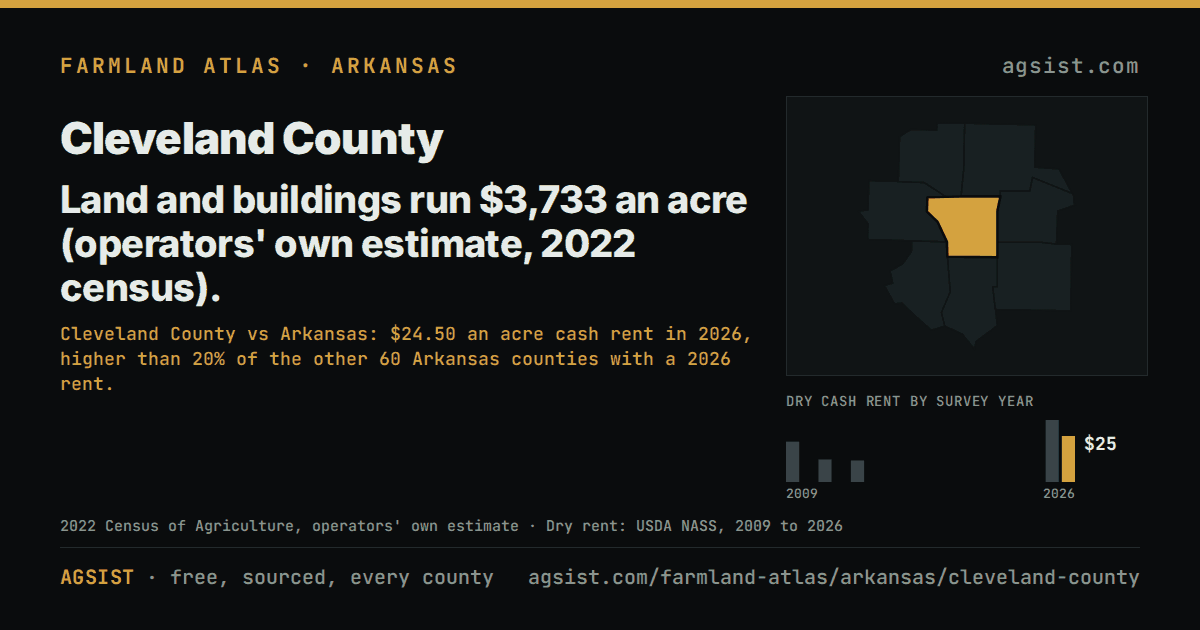 FARMLAND ATLAS · ARKANSAS
agsist.com
Cleveland County
Land and buildings run $3,733 an acre
(operators' own estimate, 2022
census).
Cleveland County vs Arkansas: $24.50 an acre cash rent in 2026,
higher than 20% of the other 60 Arkansas counties with a 2026
rent.
DRY CASH RENT BY SURVEY YEAR
$25
2009
2026
2022 Census of Agriculture, operators' own estimate · Dry rent: USDA NASS, 2009 to 2026
AGSIST · free, sourced, every county
agsist.com/farmland-atlas/arkansas/cleveland-county